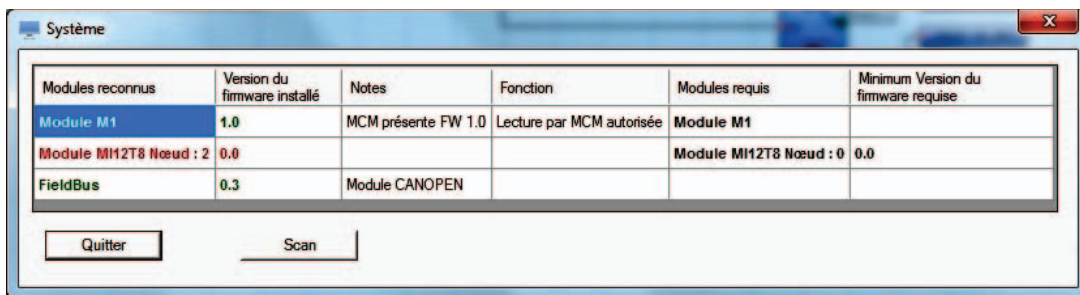 Système
x
Modules reconnus Version du firmware installé Notes Fonction Modules requis Minimum Version du firmware requise
Module M1 1.0 MCM présente FW 1.0 Lecture par MCM autorisée Module M1
Module MI12T8 Nœud : 2 0.0 Module MI12T8 Nœud : 0 0.0
FieldBus 0.3 Module CANOPEN
Quitter Scan